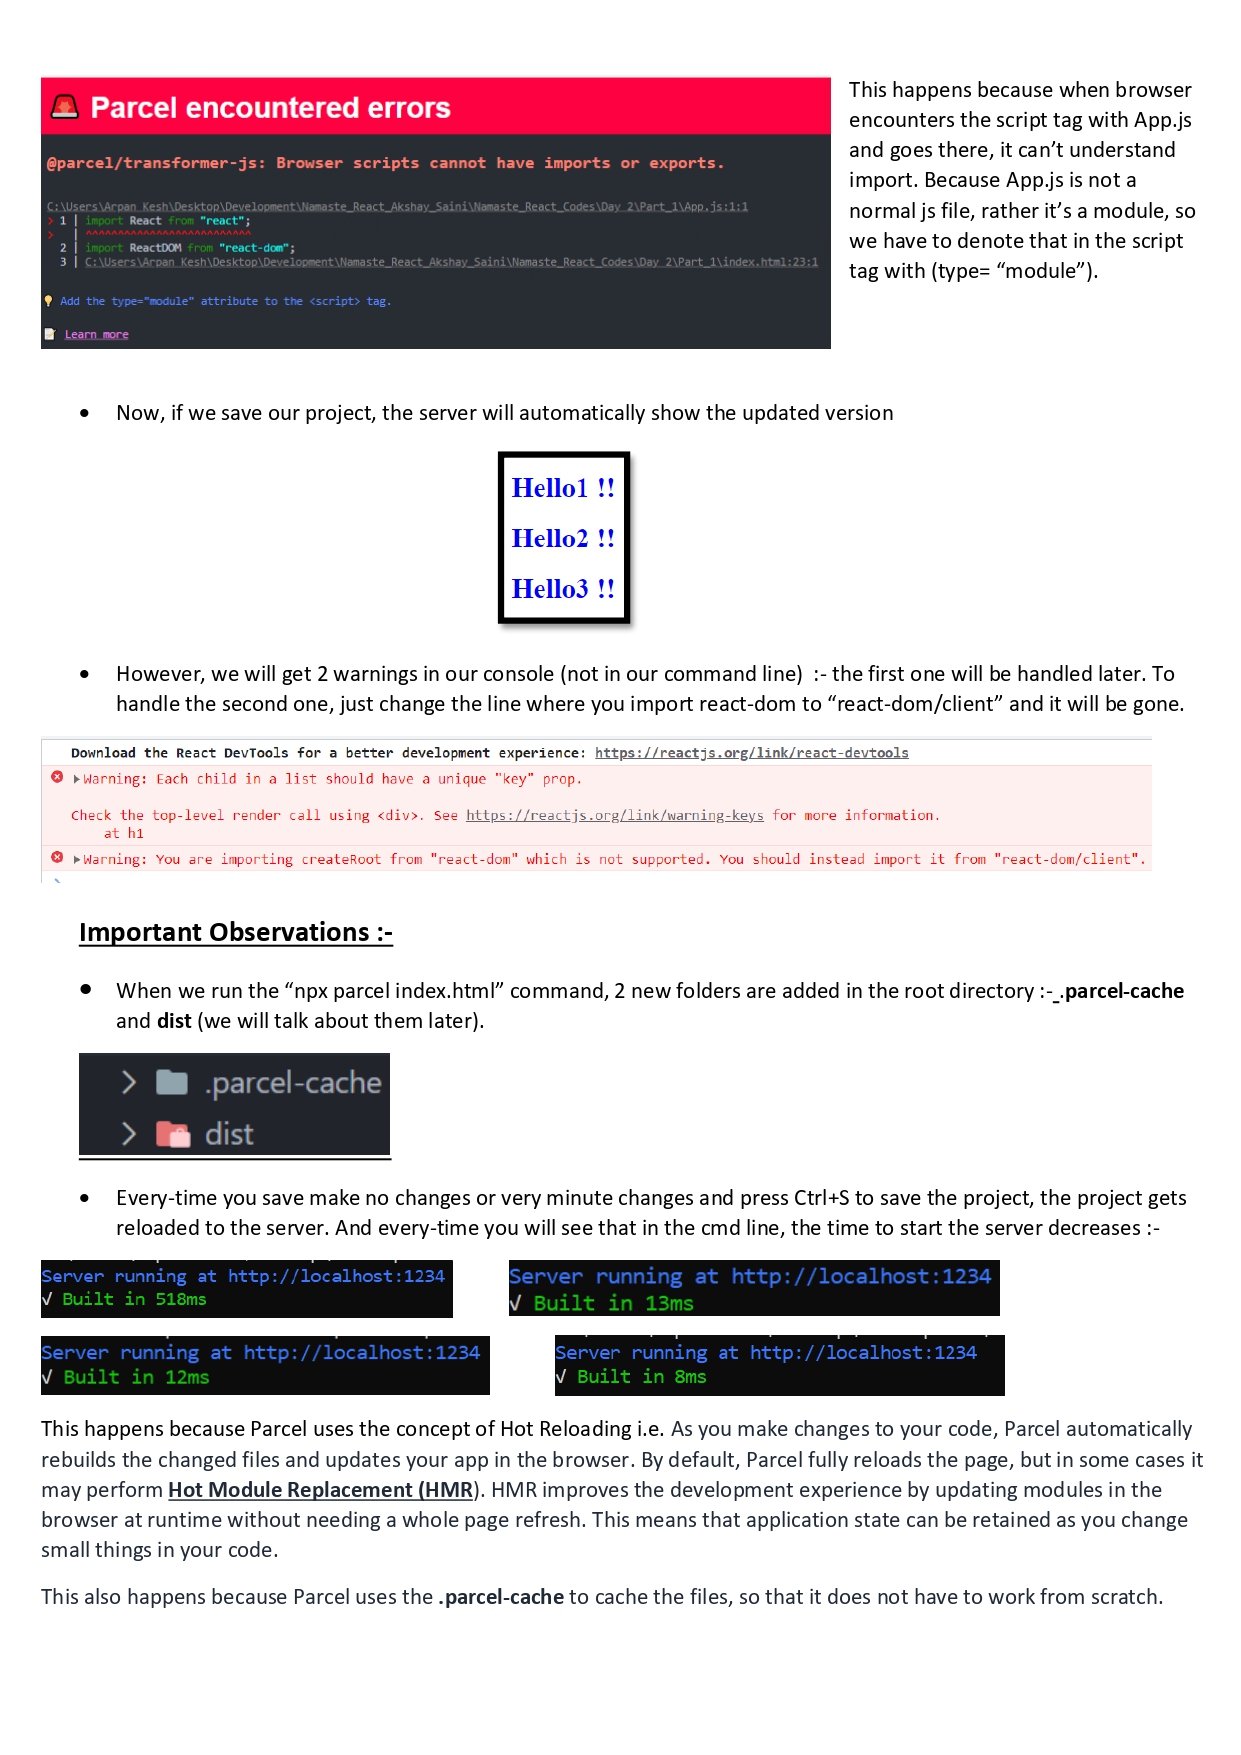 Parcel encountered errors
@parcel/transformer-js: Browser scripts cannot have imports or exports.
C:\Users\Arpan Kesh\Desktop\Development\Namaste_React_Akshay_Saini\Namaste_React_Codes\Day 2\Part_1\App.js:1:1
> 1 | import React from "react";
> | ^^^^^^^^^^^^^^^^^^^^^^^^^^
2 | import ReactDOM from "react-dom";
3 | C:\Users\Arpan Kesh\Desktop\Development\Namaste_React_Akshay_Saini\Namaste_React_Codes\Day 2\Part_1\index.html:23:1
Add the type="module" attribute to the <script> tag.
Learn more
This happens because when browser
encounters the script tag with App.js
and goes there, it can’t understand
import. Because App.js is not a
normal js file, rather it’s a module, so
we have to denote that in the script
tag with (type= “module”).
• Now, if we save our project, the server will automatically show the updated version
Hello1 !!
Hello2 !!
Hello3 !!
• However, we will get 2 warnings in our console (not in our command line) :- the first one will be handled later. To
handle the second one, just change the line where you import react-dom to “react-dom/client” and it will be gone.
Download the React DevTools for a better development experience: https://reactjs.org/link/react-devtools
Warning: Each child in a list should have a unique "key" prop.
Check the top-level render call using <div>. See https://reactjs.org/link/warning-keys for more information.
at h1
Warning: You are importing createRoot from "react-dom" which is not supported. You should instead import it from "react-dom/client".
Important Observations :-
• When we run the “npx parcel index.html” command, 2 new folders are added in the root directory :- .parcel-cache
and dist (we will talk about them later).
.parcel-cache
dist
• Every-time you save make no changes or very minute changes and press Ctrl+S to save the project, the project gets
reloaded to the server. And every-time you will see that in the cmd line, the time to start the server decreases :-
Server running at http://localhost:1234
√ Built in 518ms
Server running at http://localhost:1234
√ Built in 13ms
Server running at http://localhost:1234
√ Built in 12ms
Server running at http://localhost:1234
√ Built in 8ms
This happens because Parcel uses the concept of Hot Reloading i.e. As you make changes to your code, Parcel automatically
rebuilds the changed files and updates your app in the browser. By default, Parcel fully reloads the page, but in some cases it
may perform Hot Module Replacement (HMR). HMR improves the development experience by updating modules in the
browser at runtime without needing a whole page refresh. This means that application state can be retained as you change
small things in your code.
This also happens because Parcel uses the .parcel-cache to cache the files, so that it does not have to work from scratch.